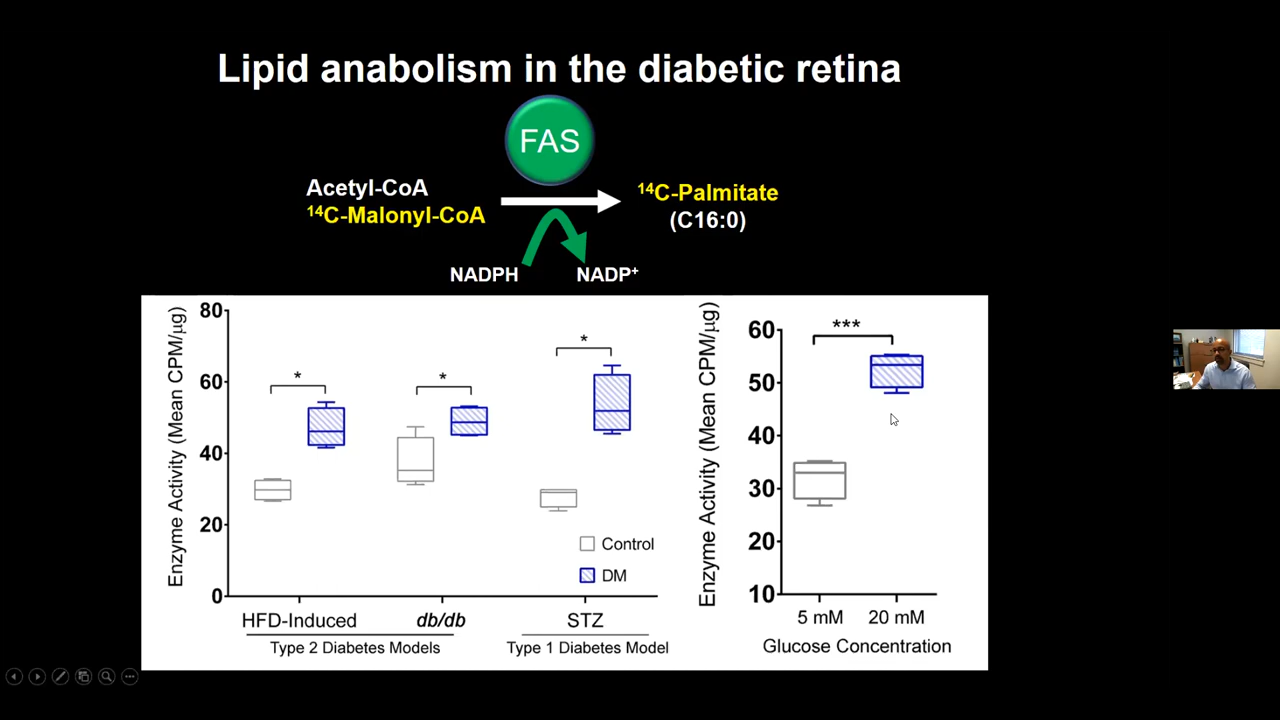 Lipid anabolism in the diabetic retina
FAS
Acetyl-CoA
¹⁴C-Malonyl-CoA
¹⁴C-Palmitate
(C16:0)
NADPH
NADP⁺
Enzyme Activity (Mean CPM/μg)
80
60
40
20
0
*
*
*
Control
DM
HFD-Induced
db/db
STZ
Type 2 Diabetes Models
Type 1 Diabetes Model
Enzyme Activity (Mean CPM/μg)
60
50
40
30
20
10
***
5 mM
20 mM
Glucose Concentration